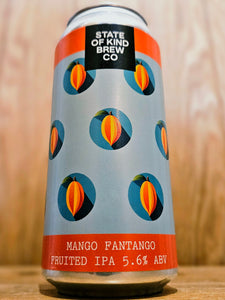 STATE
OF KIND
BREW
CO
MANGO FANTANGO
FRUITED IPA 5.6% ABV